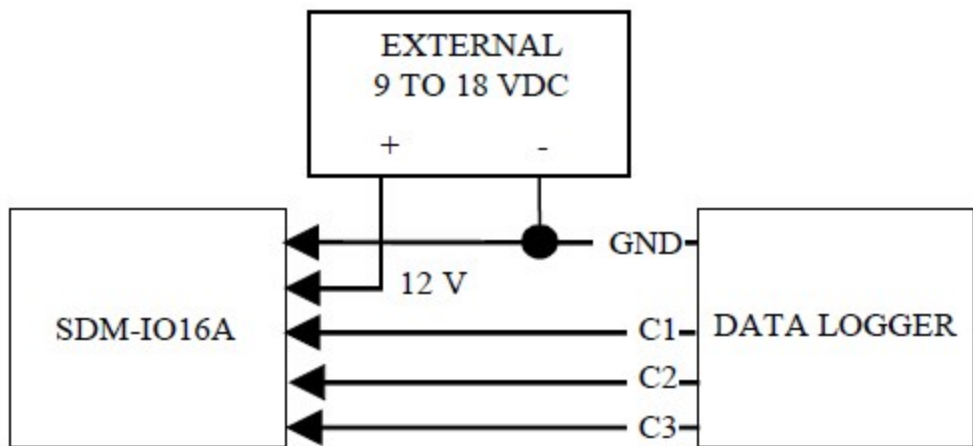 EXTERNAL
9 TO 18 VDC
+ -
GND
12 V
SDM-IO16A
C1
DATA LOGGER
C2
C3